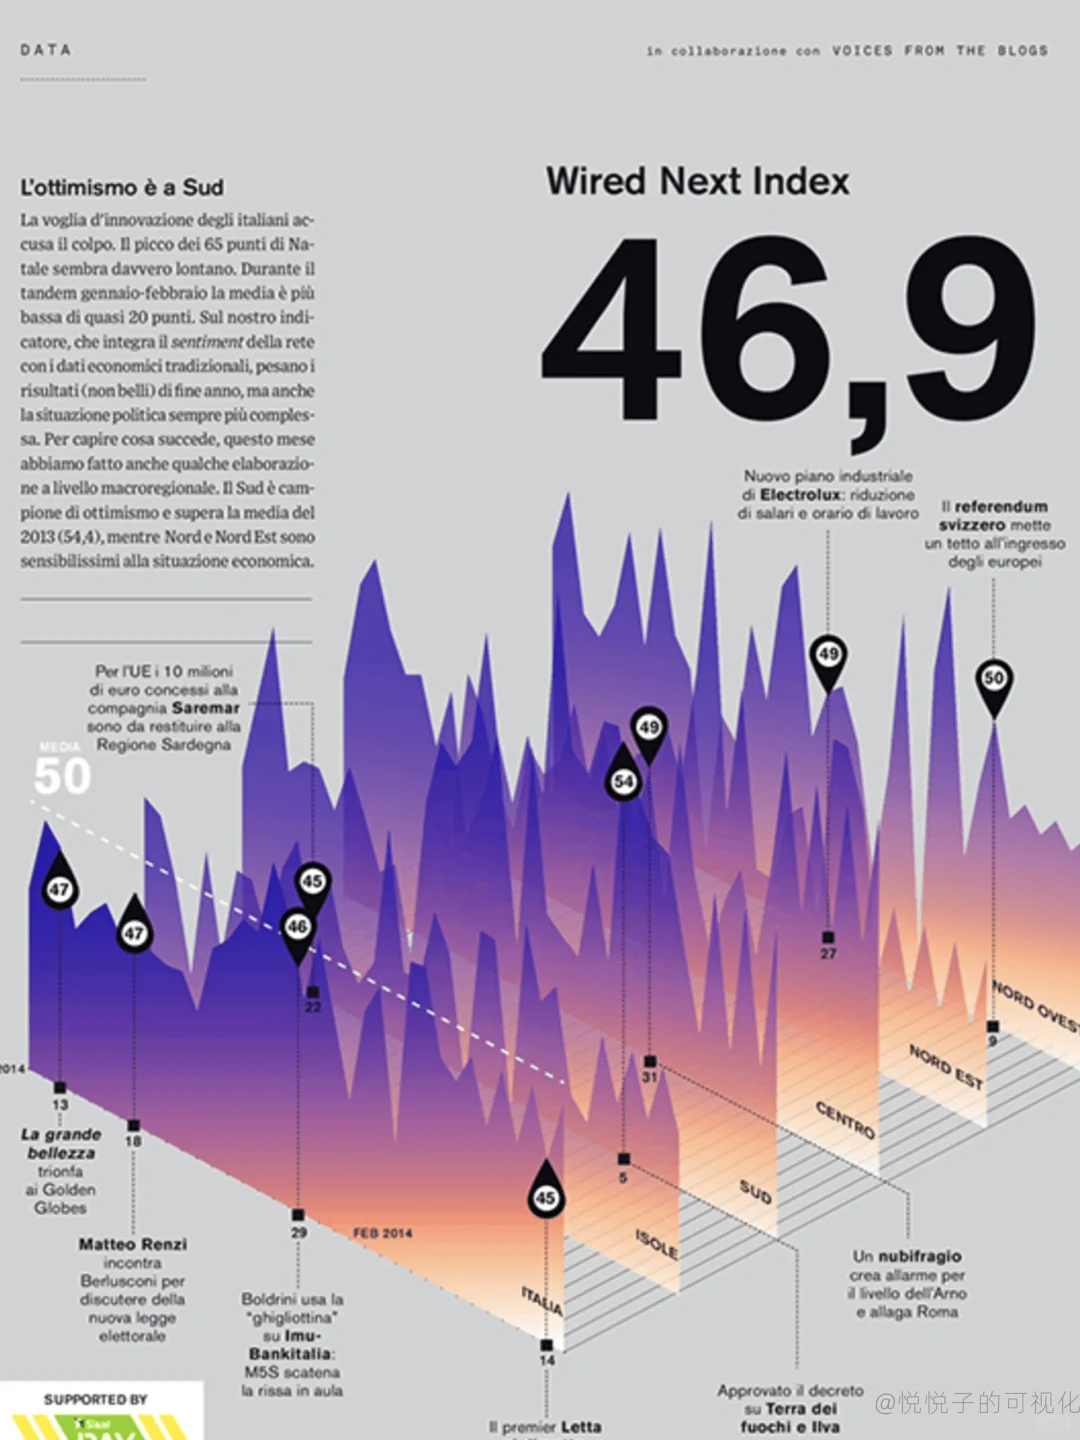 DATA
in collaborazione con VOICES FROM THE BLOGS
L'ottimismo è a Sud
La voglia d'innovazione degli italiani ac-
cusa il colpo. Il picco dei 65 punti di Na-
tale sembra davvero lontano. Durante il
tandem gennaio-febbraio la media è più
bassa di quasi 20 punti. Sul nostro indi-
catore, che integra il sentiment della rete
con i dati economici tradizionali, pesano i
risultati (non belli) di fine anno, ma anche
la situazione politica sempre più comples-
sa. Per capire cosa succede, questo mese
abbiamo fatto anche qualche elaborazio-
ne a livello macroregionale. Il Sud è cam-
pione di ottimismo e supera la media del
2013 (54,4), mentre Nord e Nord Est sono
sensibilissimi alla situazione economica.
Wired Next Index
46,9
Nuovo piano industriale
di Electrolux: riduzione
di salari e orario di lavoro
Il referendum
svizzero mette
un tetto all'ingresso
degli europei
Per l'UE i 10 milioni
di euro concessi alla
compagnia Saremar
sono da restituire alla
Regione Sardegna
MEDIA
50
49
50
49
54
47
47
45
46
22
27
9
31
5
45
2014
13
18
29
FEB 2014
14
NORD OVEST
NORD EST
CENTRO
SUD
ISOLE
ITALIA
La grande
bellezza
trionfa
ai Golden
Globes
Matteo Renzi
incontra
Berlusconi per
discutere della
nuova legge
elettorale
Boldrini usa la
"ghigliottina"
su Imu-
Bankitalia:
M5S scatena
la rissa in aula
Il premier Letta
Approvato il decreto
su Terra dei
fuochi e Ilva
Un nubifragio
crea allarme per
il livello dell'Arno
e allaga Roma
SUPPORTED BY
Sisal
DAY
@悦悦子的可视化